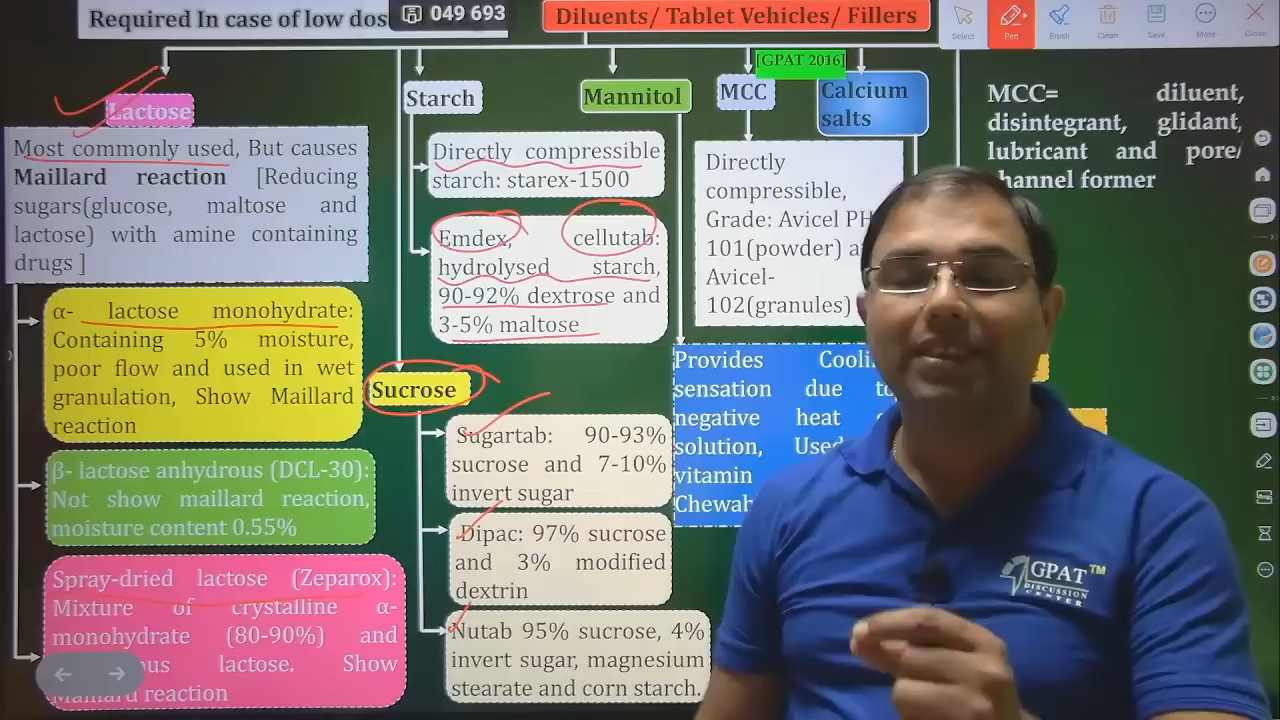 Required In case of low dos
049 693
Diluents/ Tablet Vehicles/ Fillers
Select
Pen
Brush
Clean
Save
More
Close
[GPAT 2016]
Lactose
Most commonly used, But causes
Maillard reaction [Reducing
sugars(glucose, maltose and
lactose) with amine containing
drugs ]
α- lactose monohydrate:
Containing 5% moisture,
poor flow and used in wet
granulation, Show Maillard
reaction
β- lactose anhydrous (DCL-30):
Not show maillard reaction,
moisture content 0.55%
Spray-dried lactose (Zeparox):
Mixture of crystalline α-
monohydrate (80-90%) and
lactose. Show
reaction
Starch
Directly compressible
starch: starex-1500
Emdex, cellutab:
hydrolysed starch,
90-92% dextrose and
3-5% maltose
Sucrose
Sugartab: 90-93%
sucrose and 7-10%
invert sugar
Dipac: 97% sucrose
and 3% modified
dextrin
Nutab 95% sucrose, 4%
invert sugar, magnesium
stearate and corn starch.
Mannitol
Provides
sensation due
negative heat
solution,
vitamin
MCC
Directly
compressible,
Grade: Avicel PH
101(powder)
Avicel-
102(granules)
Calcium
salts
MCC= diluent,
disintegrant, glidant,
lubricant and pore/
channel former
GPAT™
DISCUSSION
CENTER